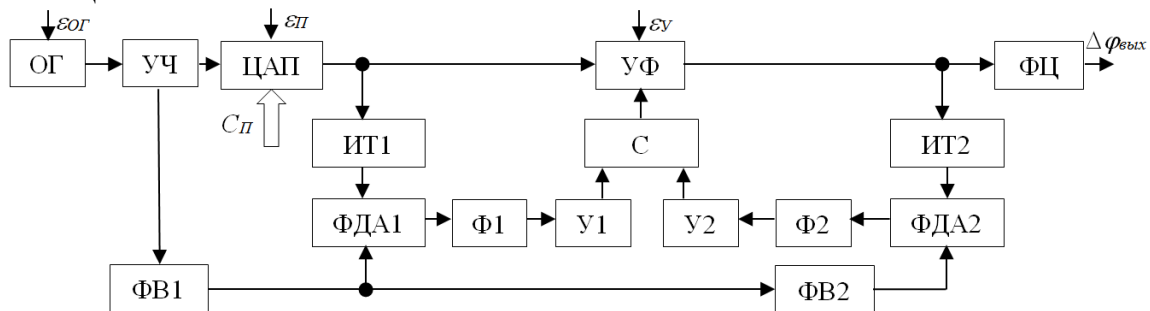 εОГ
εП
εУ
ОГ
УЧ
ЦАП
УФ
ФЦ
Δφвых
СП
ИТ1
С
ИТ2
ФДА1
Ф1
У1
У2
Ф2
ФДА2
ФВ1
ФВ2